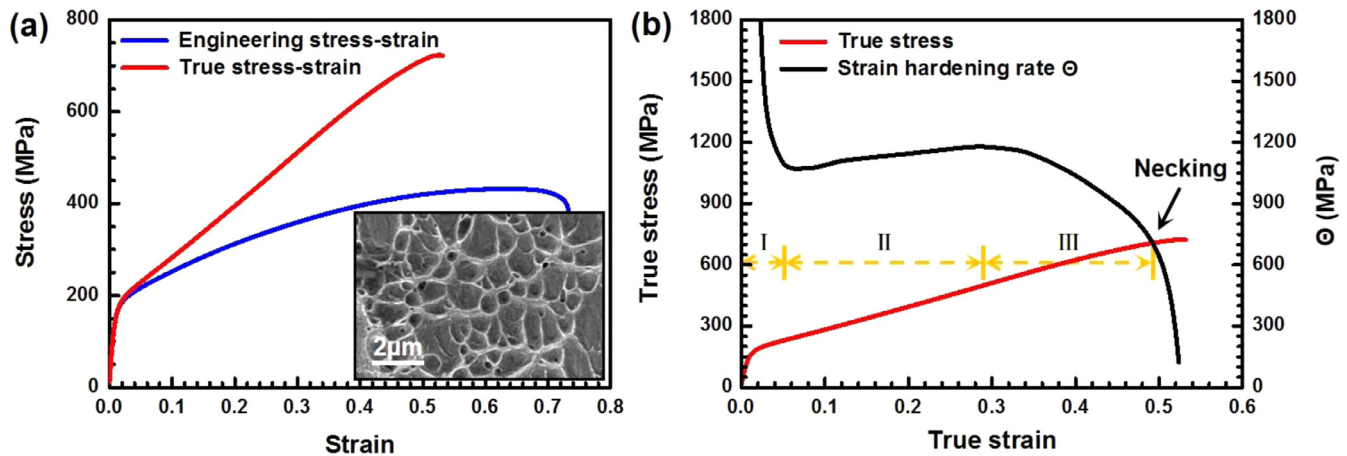 (a)
Stress (MPa)
800
600
400
200
0
Engineering stress-strain
True stress-strain
2μm
0.0 0.1 0.2 0.3 0.4 0.5 0.6 0.7 0.8
Strain
(b)
True stress (MPa)
1800
1500
1200
900
600
300
0
True stress
Strain hardening rate Θ
Necking
I II III
1800
1500
1200
900
600
300
0
Θ (MPa)
0.0 0.1 0.2 0.3 0.4 0.5 0.6
True strain